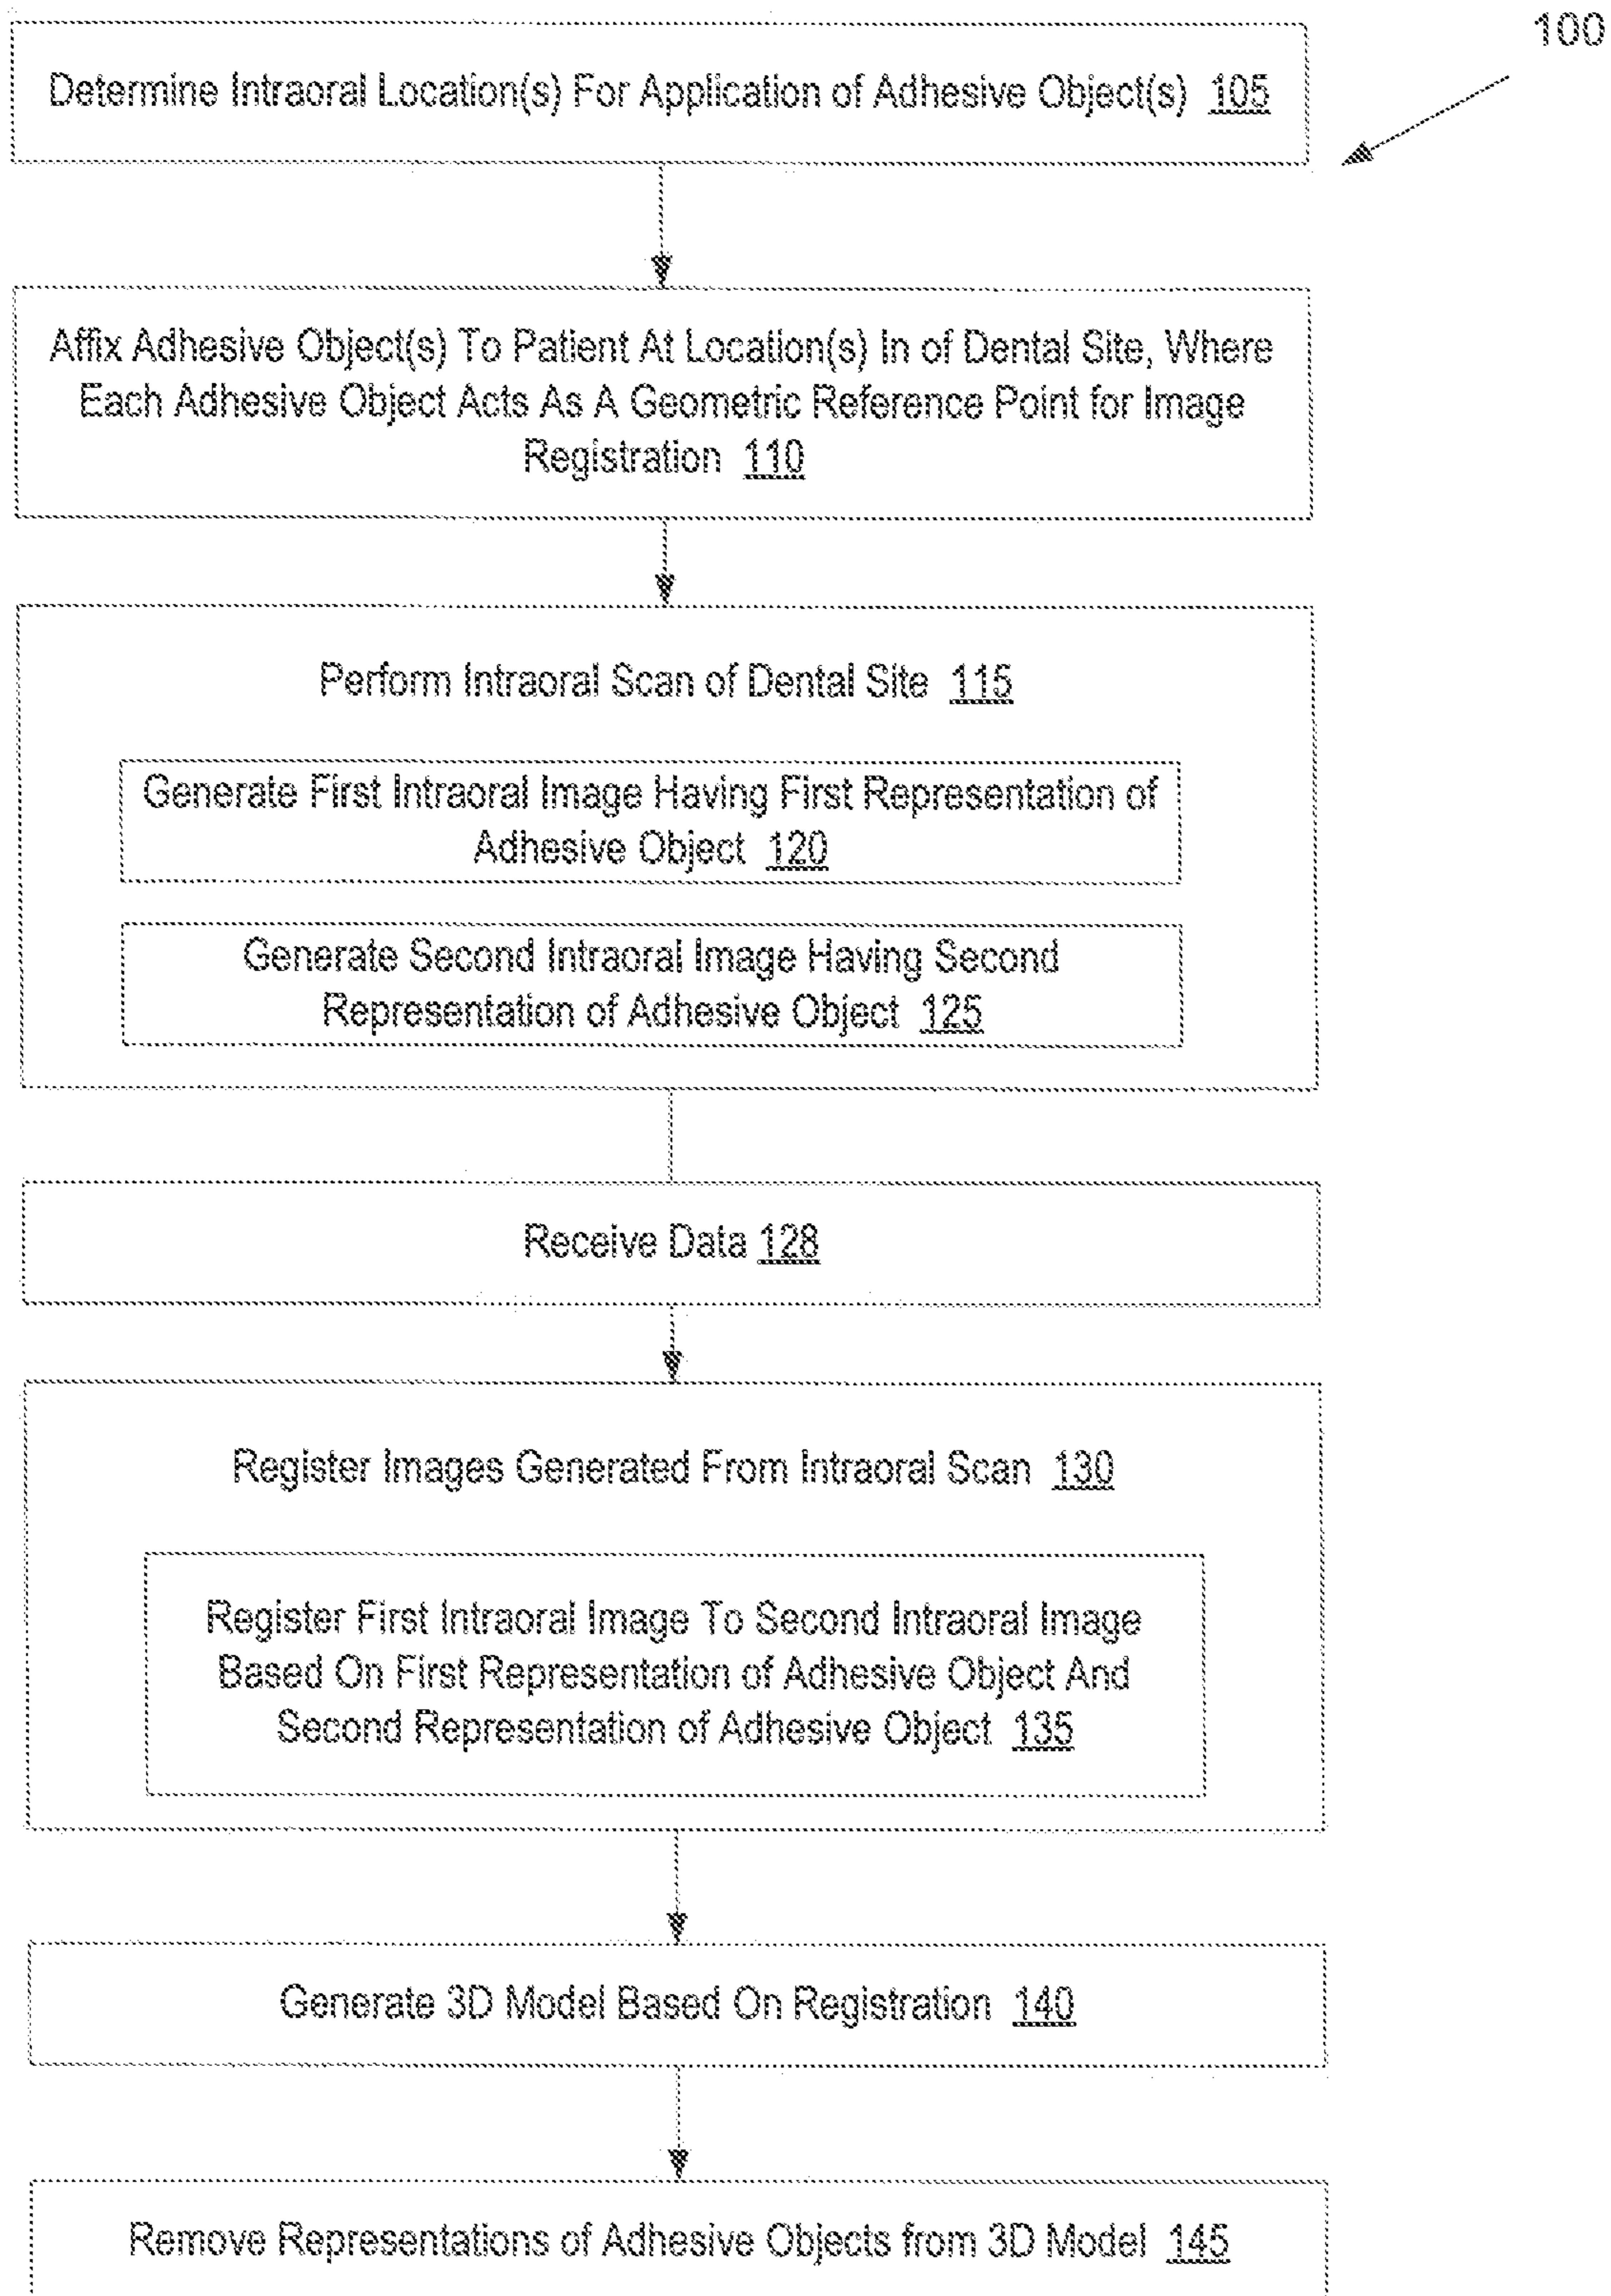 100
Determine Intraoral Location(s) For Application of Adhesive Object(s) 105
Affix Adhesive Object(s) To Patient At Location(s) In of Dental Site, Where
Each Adhesive Object Acts As A Geometric Reference Point for Image
Registration 110
Perform Intraoral Scan of Dental Site 115
Generate First Intraoral Image Having First Representation of
Adhesive Object 120
Generate Second Intraoral Image Having Second
Representation of Adhesive Object 125
Receive Data 128
Register Images Generated From Intraoral Scan 130
Register First Intraoral Image To Second Intraoral Image
Based On First Representation of Adhesive Object And
Second Representation of Adhesive Object 135
Generate 3D Model Based On Registration 140
Remove Representations of Adhesive Objects from 3D Model 145